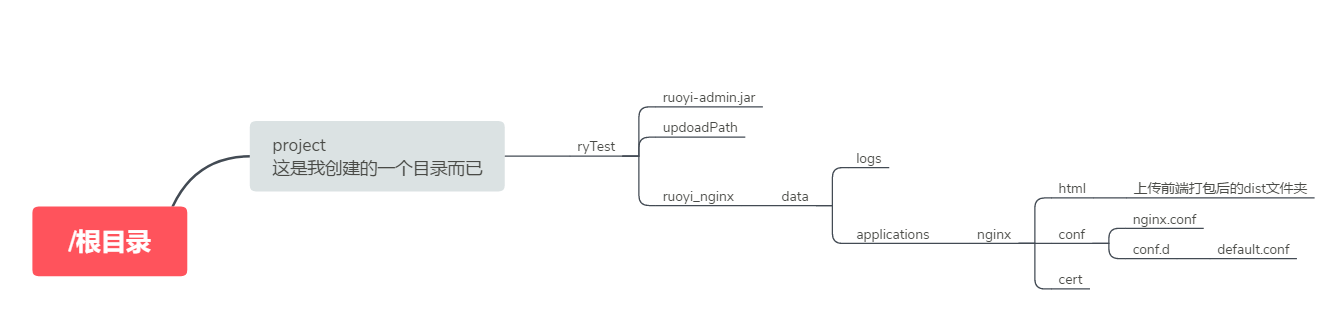 /根目录
project
这是我创建的一个目录而已
ryTest
ruoyi-admin.jar
updoadPath
ruoyi_nginx
data
logs
applications
nginx
html
上传前端打包后的dist文件夹
conf
nginx.conf
conf.d
default.conf
cert